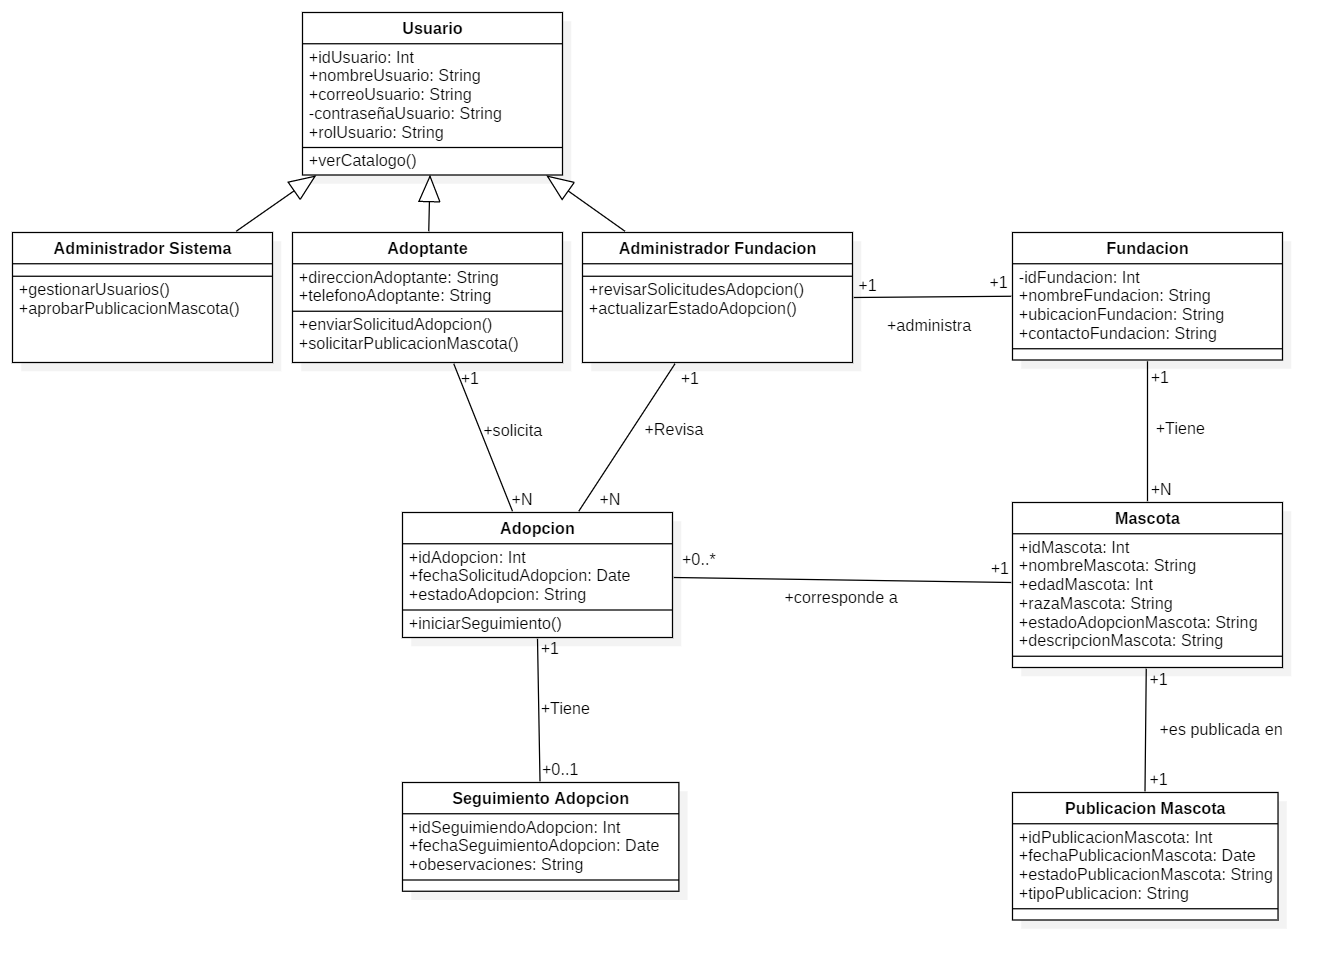 Usuario
+idUsuario: Int
+nombreUsuario: String
+correoUsuario: String
-contraseñaUsuario: String
+rolUsuario: String
+verCatalogo()
Administrador Sistema
+gestionarUsuarios()
+aprobarPublicacionMascota()
Adoptante
+direccionAdoptante: String
+telefonoAdoptante: String
+enviarSolicitudAdopcion()
+solicitarPublicacionMascota()
Administrador Fundacion
+revisarSolicitudesAdopcion()
+actualizarEstadoAdopcion()
+1
+1
+administra
Fundacion
-idFundacion: Int
+nombreFundacion: String
+ubicacionFundacion: String
+contactoFundacion: String
+1
+solicita
+N
+1
+Revisa
+N
+1
+Tiene
+N
Adopcion
+idAdopcion: Int
+fechaSolicitudAdopcion: Date
+estadoAdopcion: String
+iniciarSeguimiento()
+0..*
+1
+corresponde a
Mascota
+idMascota: Int
+nombreMascota: String
+edadMascota: Int
+razaMascota: String
+estadoAdopcionMascota: String
+descripcionMascota: String
+1
+Tiene
+0..1
+1
+es publicada en
+1
Seguimiento Adopcion
+idSeguimiendoAdopcion: Int
+fechaSeguimientoAdopcion: Date
+obeservaciones: String
Publicacion Mascota
+idPublicacionMascota: Int
+fechaPublicacionMascota: Date
+estadoPublicacionMascota: String
+tipoPublicacion: String